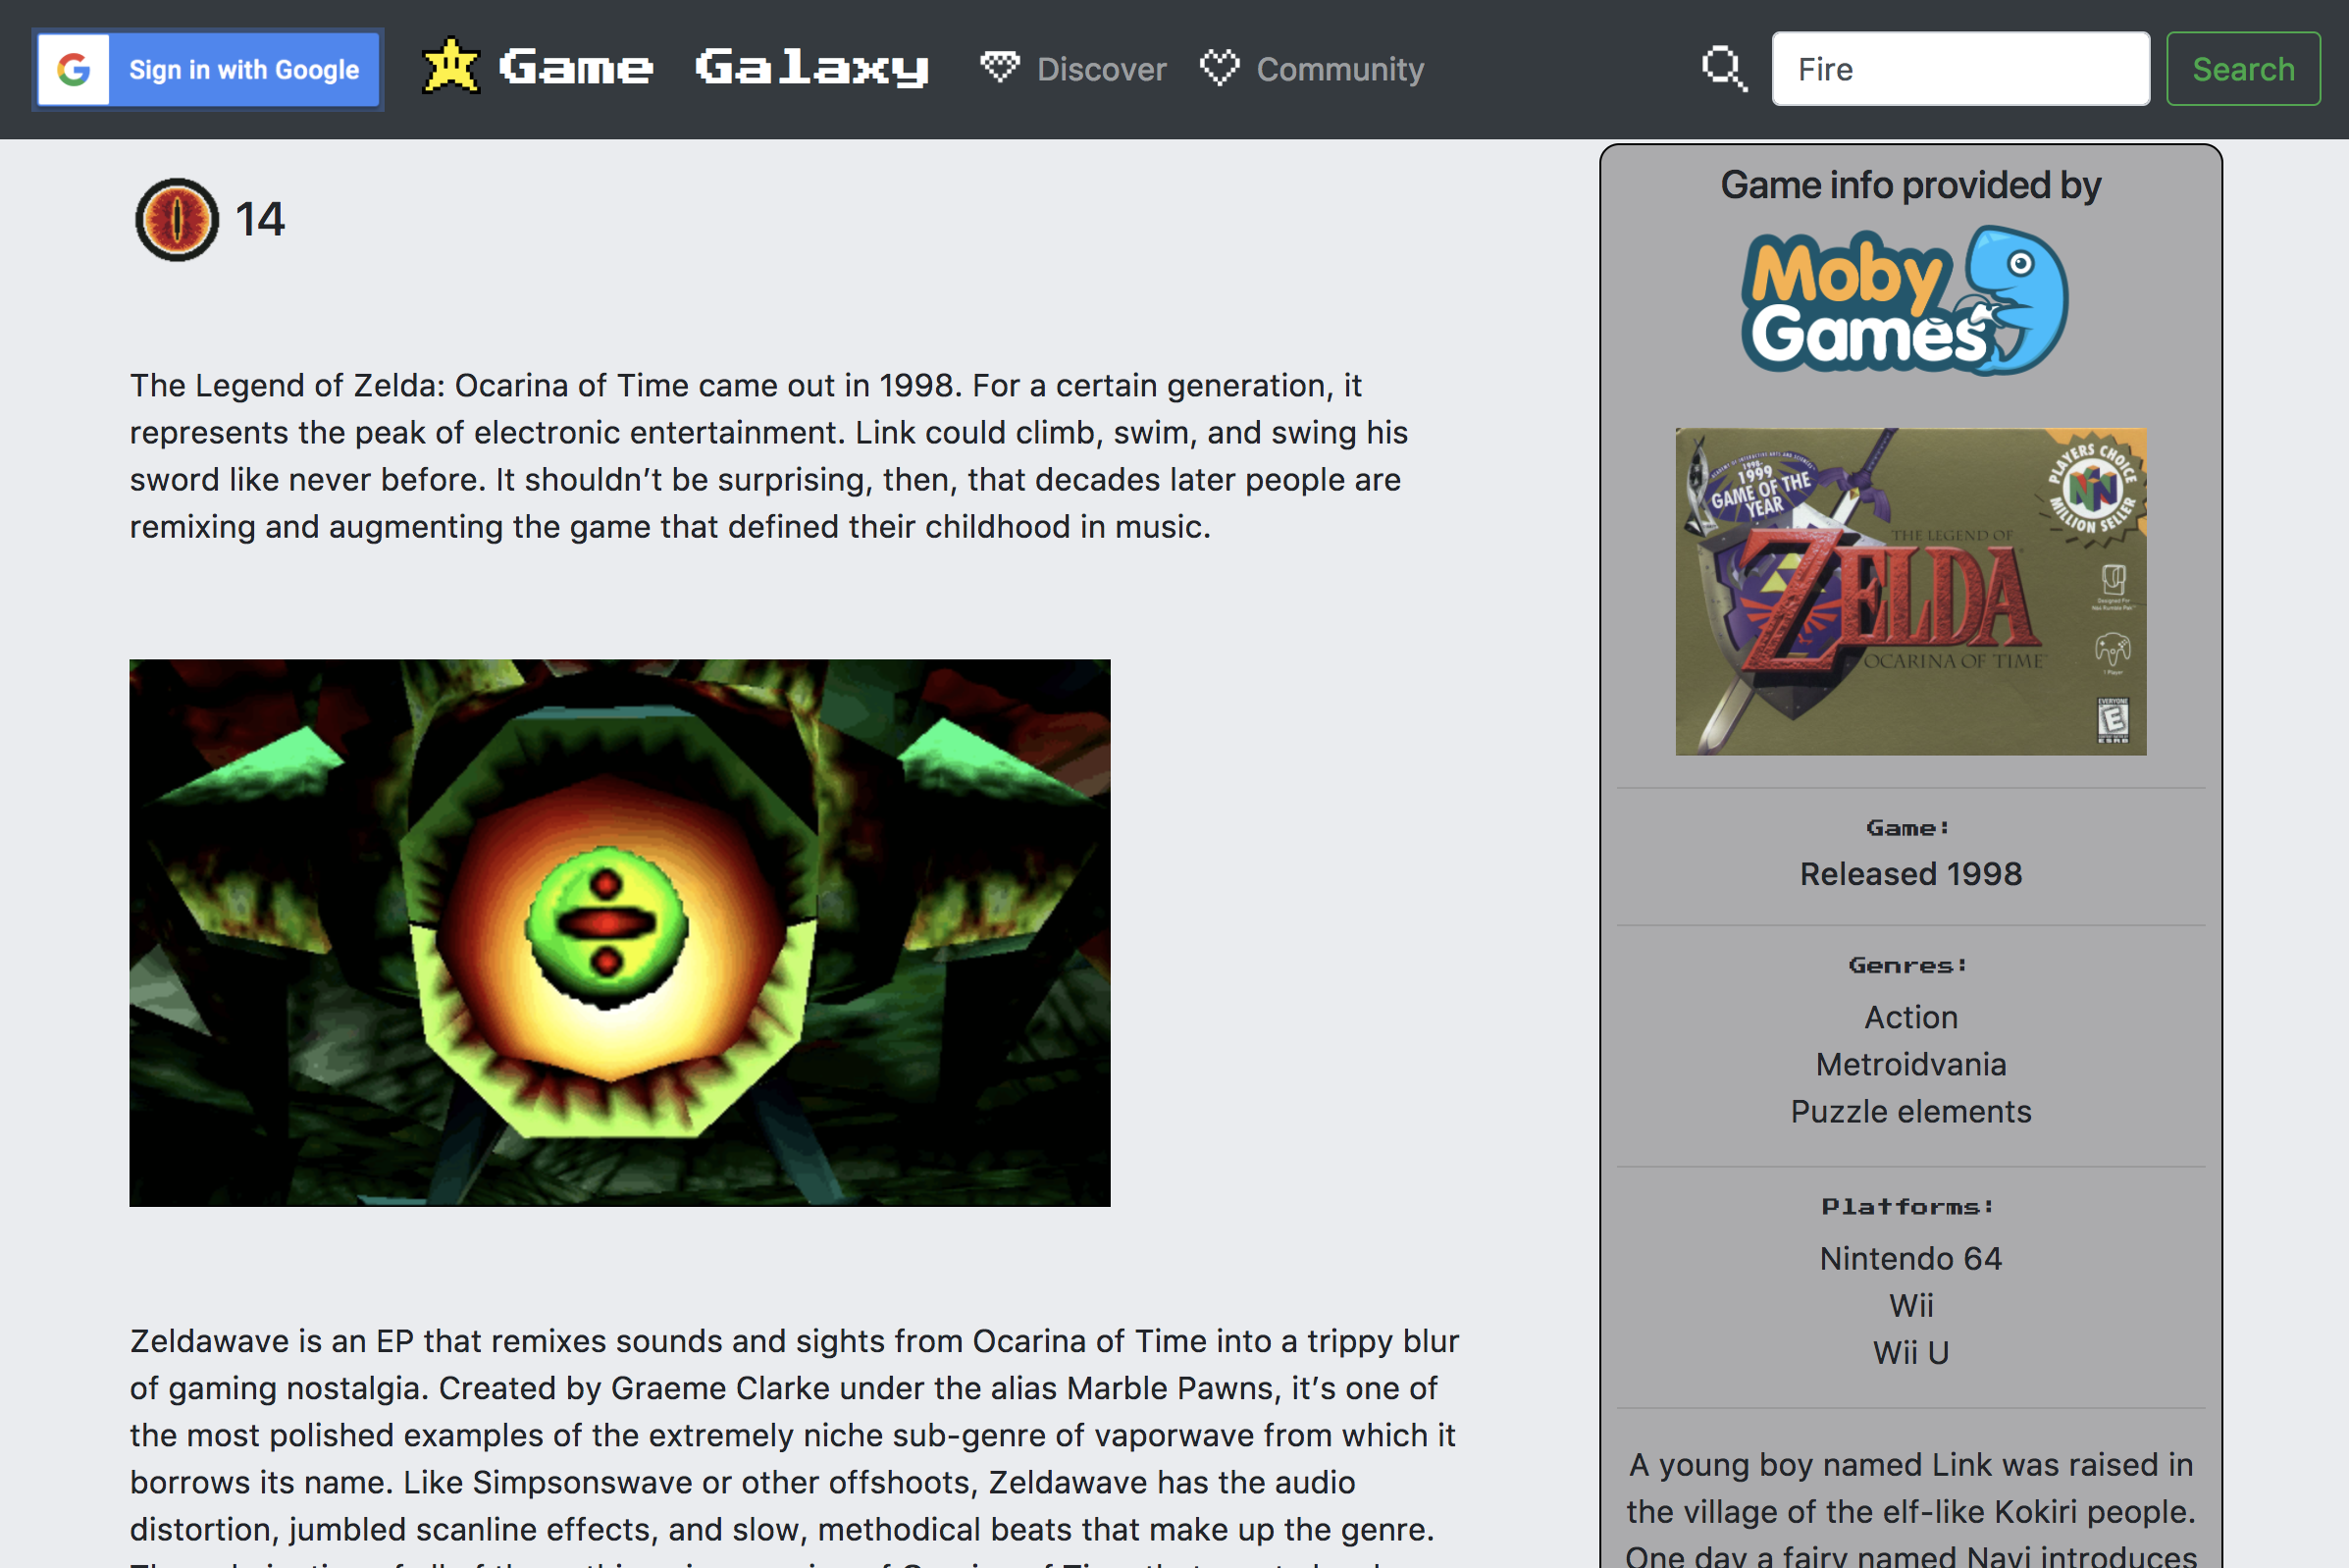 Sign in with Google
Game Galaxy
Discover
Community
Fire
Search
14
The Legend of Zelda: Ocarina of Time came out in 1998. For a certain generation, it
represents the peak of electronic entertainment. Link could climb, swim, and swing his
sword like never before. It shouldn’t be surprising, then, that decades later people are
remixing and augmenting the game that defined their childhood in music.
Zeldawave is an EP that remixes sounds and sights from Ocarina of Time into a trippy blur
of gaming nostalgia. Created by Graeme Clarke under the alias Marble Pawns, it’s one of
the most polished examples of the extremely niche sub-genre of vaporwave from which it
borrows its name. Like Simpsonswave or other offshoots, Zeldawave has the audio
distortion, jumbled scanline effects, and slow, methodical beats that make up the genre.
Game info provided by
Moby
Games
1998-
1999
GAME OF THE
YEAR
PLAYERS CHOICE
MILLION SELLER
THE LEGEND OF
ZELDA
OCARINA OF TIME
1 Player
EVERYONE
E
ESRB
Game:
Released 1998
Genres:
Action
Metroidvania
Puzzle elements
Platforms:
Nintendo 64
Wii
Wii U
A young boy named Link was raised in
the village of the elf-like Kokiri people.
One day a fairy named Navi introduces